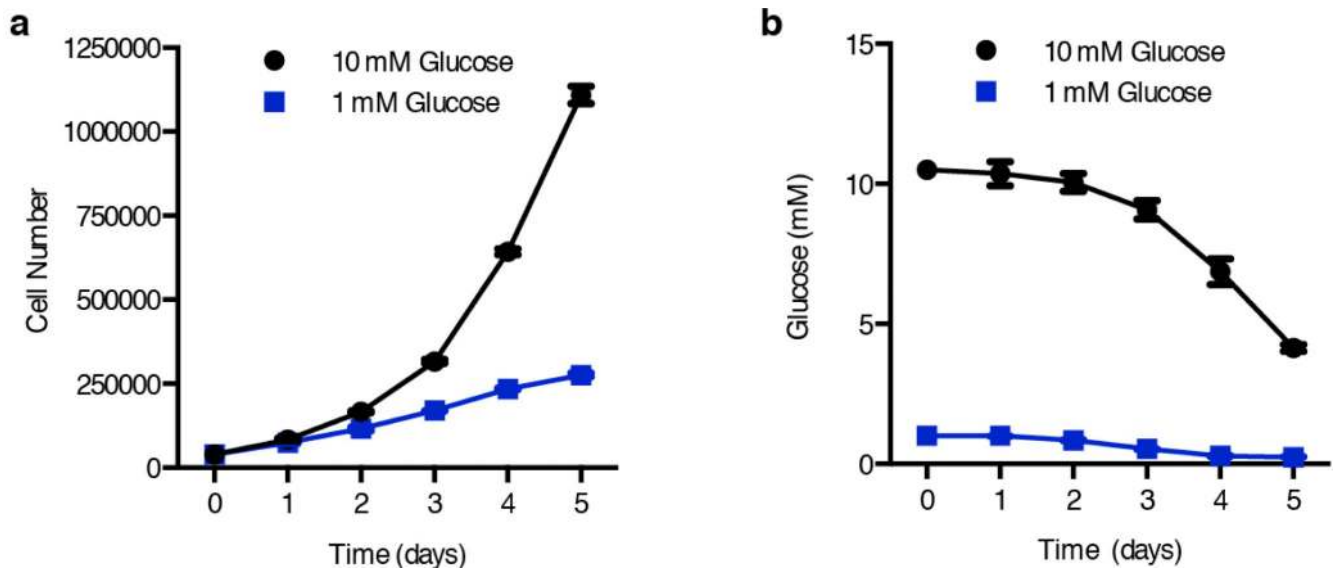 a
1250000
1000000
750000
500000
250000
0
Cell Number
10 mM Glucose
1 mM Glucose
0 1 2 3 4 5
Time (days)
b
15
10
5
0
Glucose (mM)
10 mM Glucose
1 mM Glucose
0 1 2 3 4 5
Time (days)